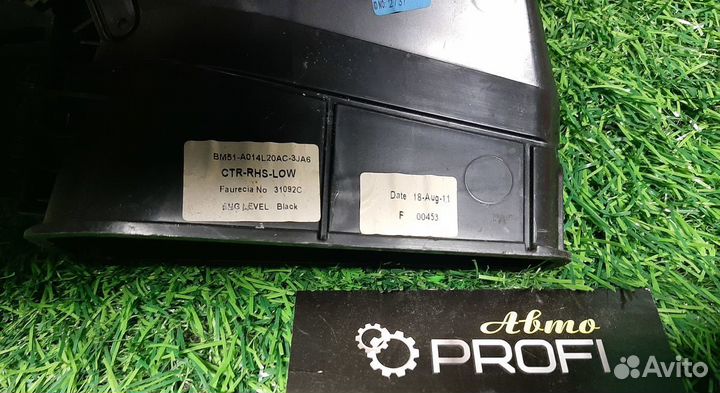 BM51-A014L20AC-3JA6
CTR-RHS-LOW
Faurecia No 31092C
ENG LEVEL Black
Date 18-Aug-11
F 00453
Авто
PROFI
Avito